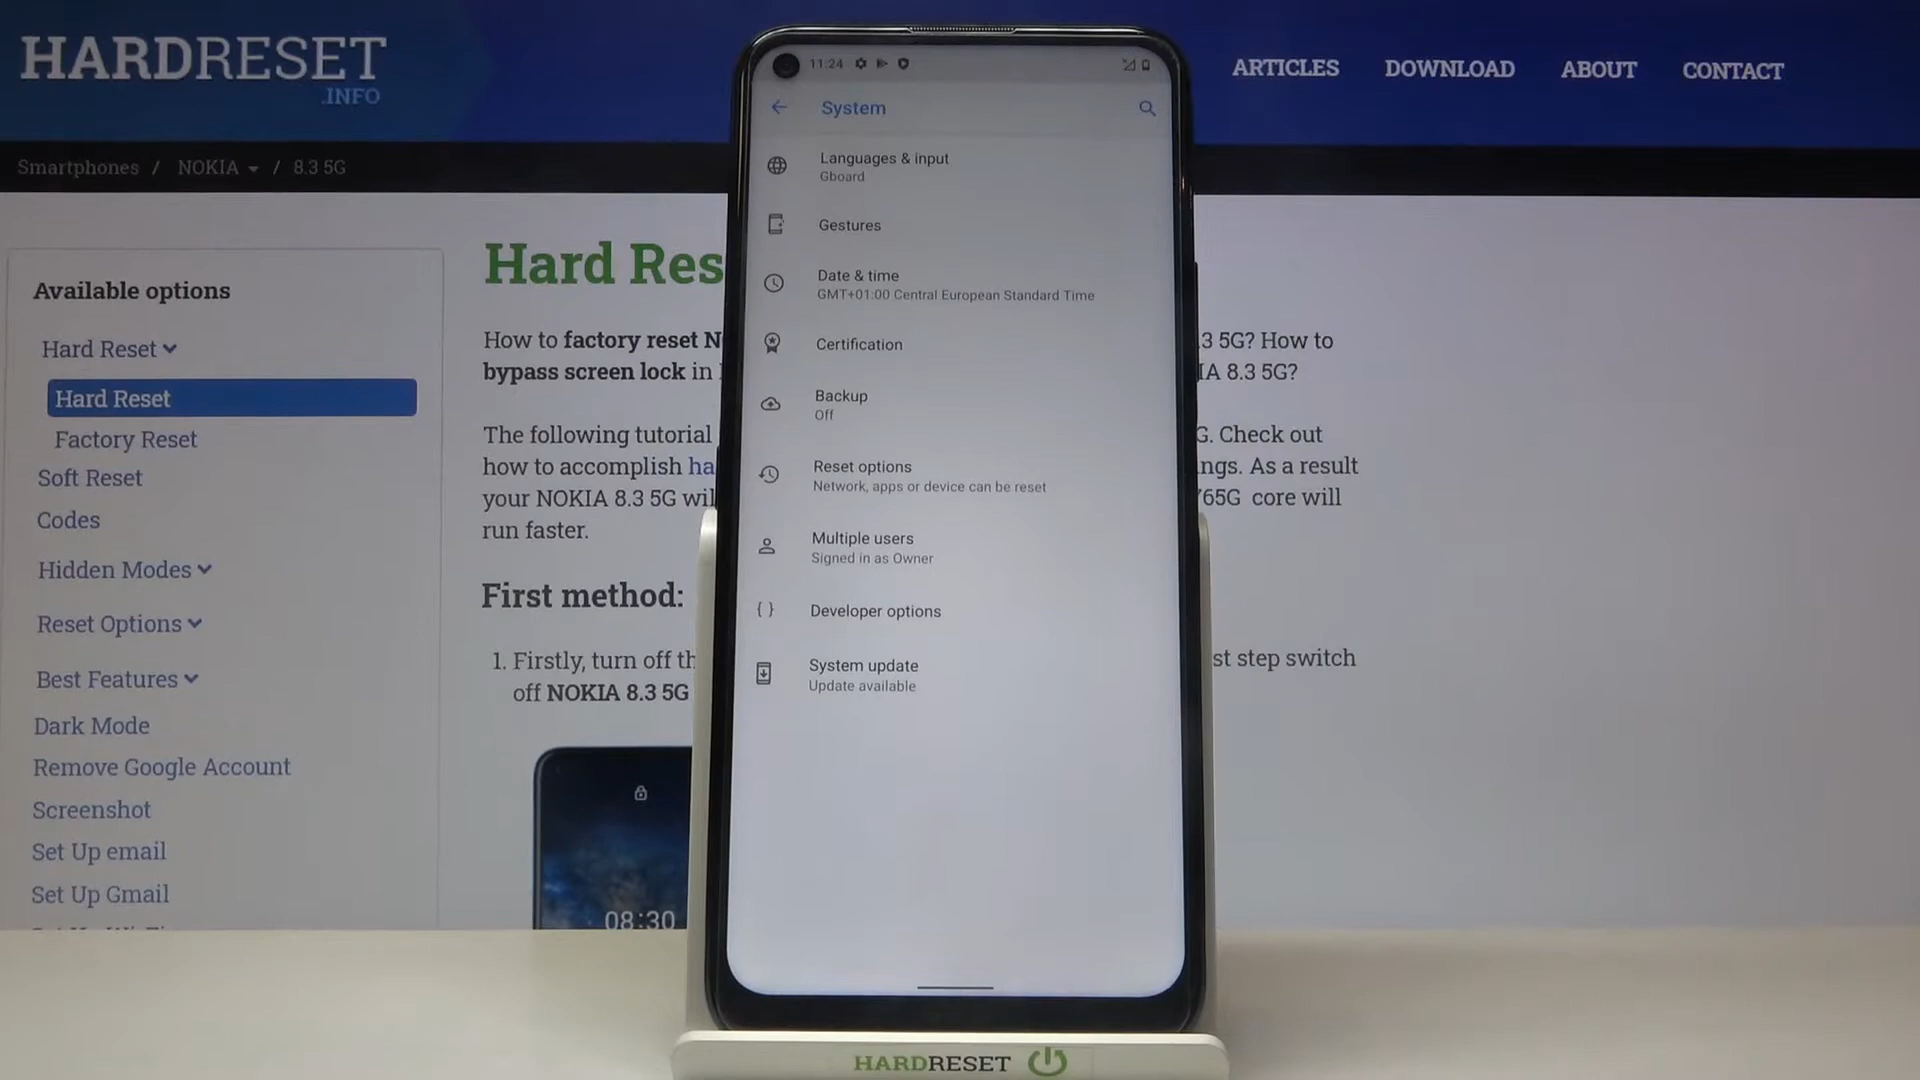 HARDRESET
.INFO
ARTICLES DOWNLOAD ABOUT CONTACT
Smartphones / NOKIA / 8.3 5G
Available options
Hard Reset
Hard Reset
Factory Reset
Soft Reset
Codes
Hidden Modes
Reset Options
Best Features
Dark Mode
Remove Google Account
Screenshot
Set Up email
Set Up Gmail
Hard Res
How to factory reset N
3 5G? How to
bypass screen lock in
IA 8.3 5G?
The following tutorial
G. Check out
how to accomplish ha
ngs. As a result
your NOKIA 8.3 5G wil
765G core will
run faster.
First method:
1. Firstly, turn off th
st step switch
off NOKIA 8.3 5G
08:30
11:24
System
Languages & input
Gboard
Gestures
Date & time
GMT+01:00 Central European Standard Time
Certification
Backup
Off
Reset options
Network, apps or device can be reset
Multiple users
Signed in as Owner
{ } Developer options
System update
Update available
HARDRESET